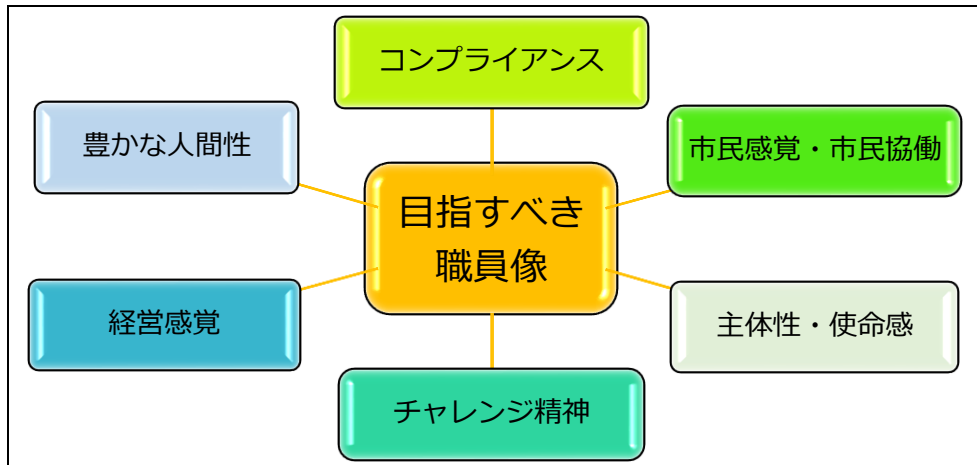 コンプライアンス
豊かな人間性
市民感覚・市民協働
目指すべき
職員像
経営感覚
主体性・使命感
チャレンジ精神